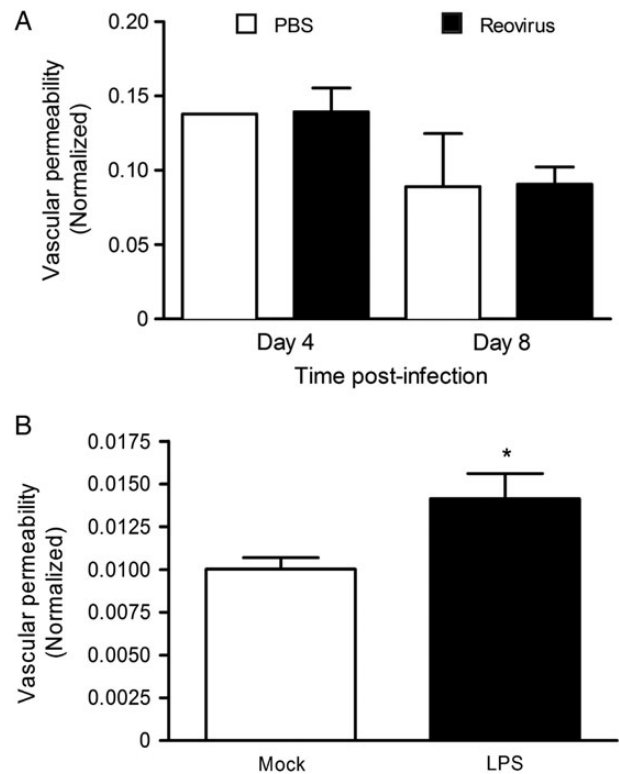 A
PBS
Reovirus
Vascular permeability
(Normalized)
0.20
0.15
0.10
0.05
0
Day 4
Day 8
Time post-infection
B
Vascular permeability
(Normalized)
0.0175
0.0150
0.0125
0.0100
0.0075
0.0050
0.0025
0
*
Mock
LPS